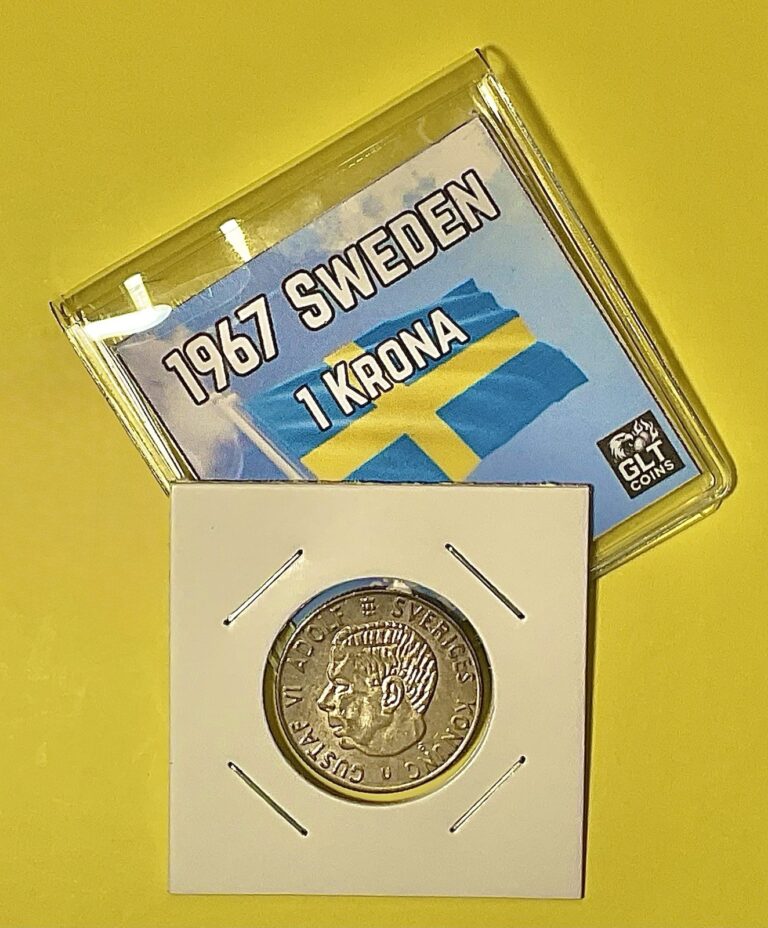 1967 SWEDEN
1 KRONA
GLT
COINS
GUSTAF VI ADOLF SVERIGES KONUNG U